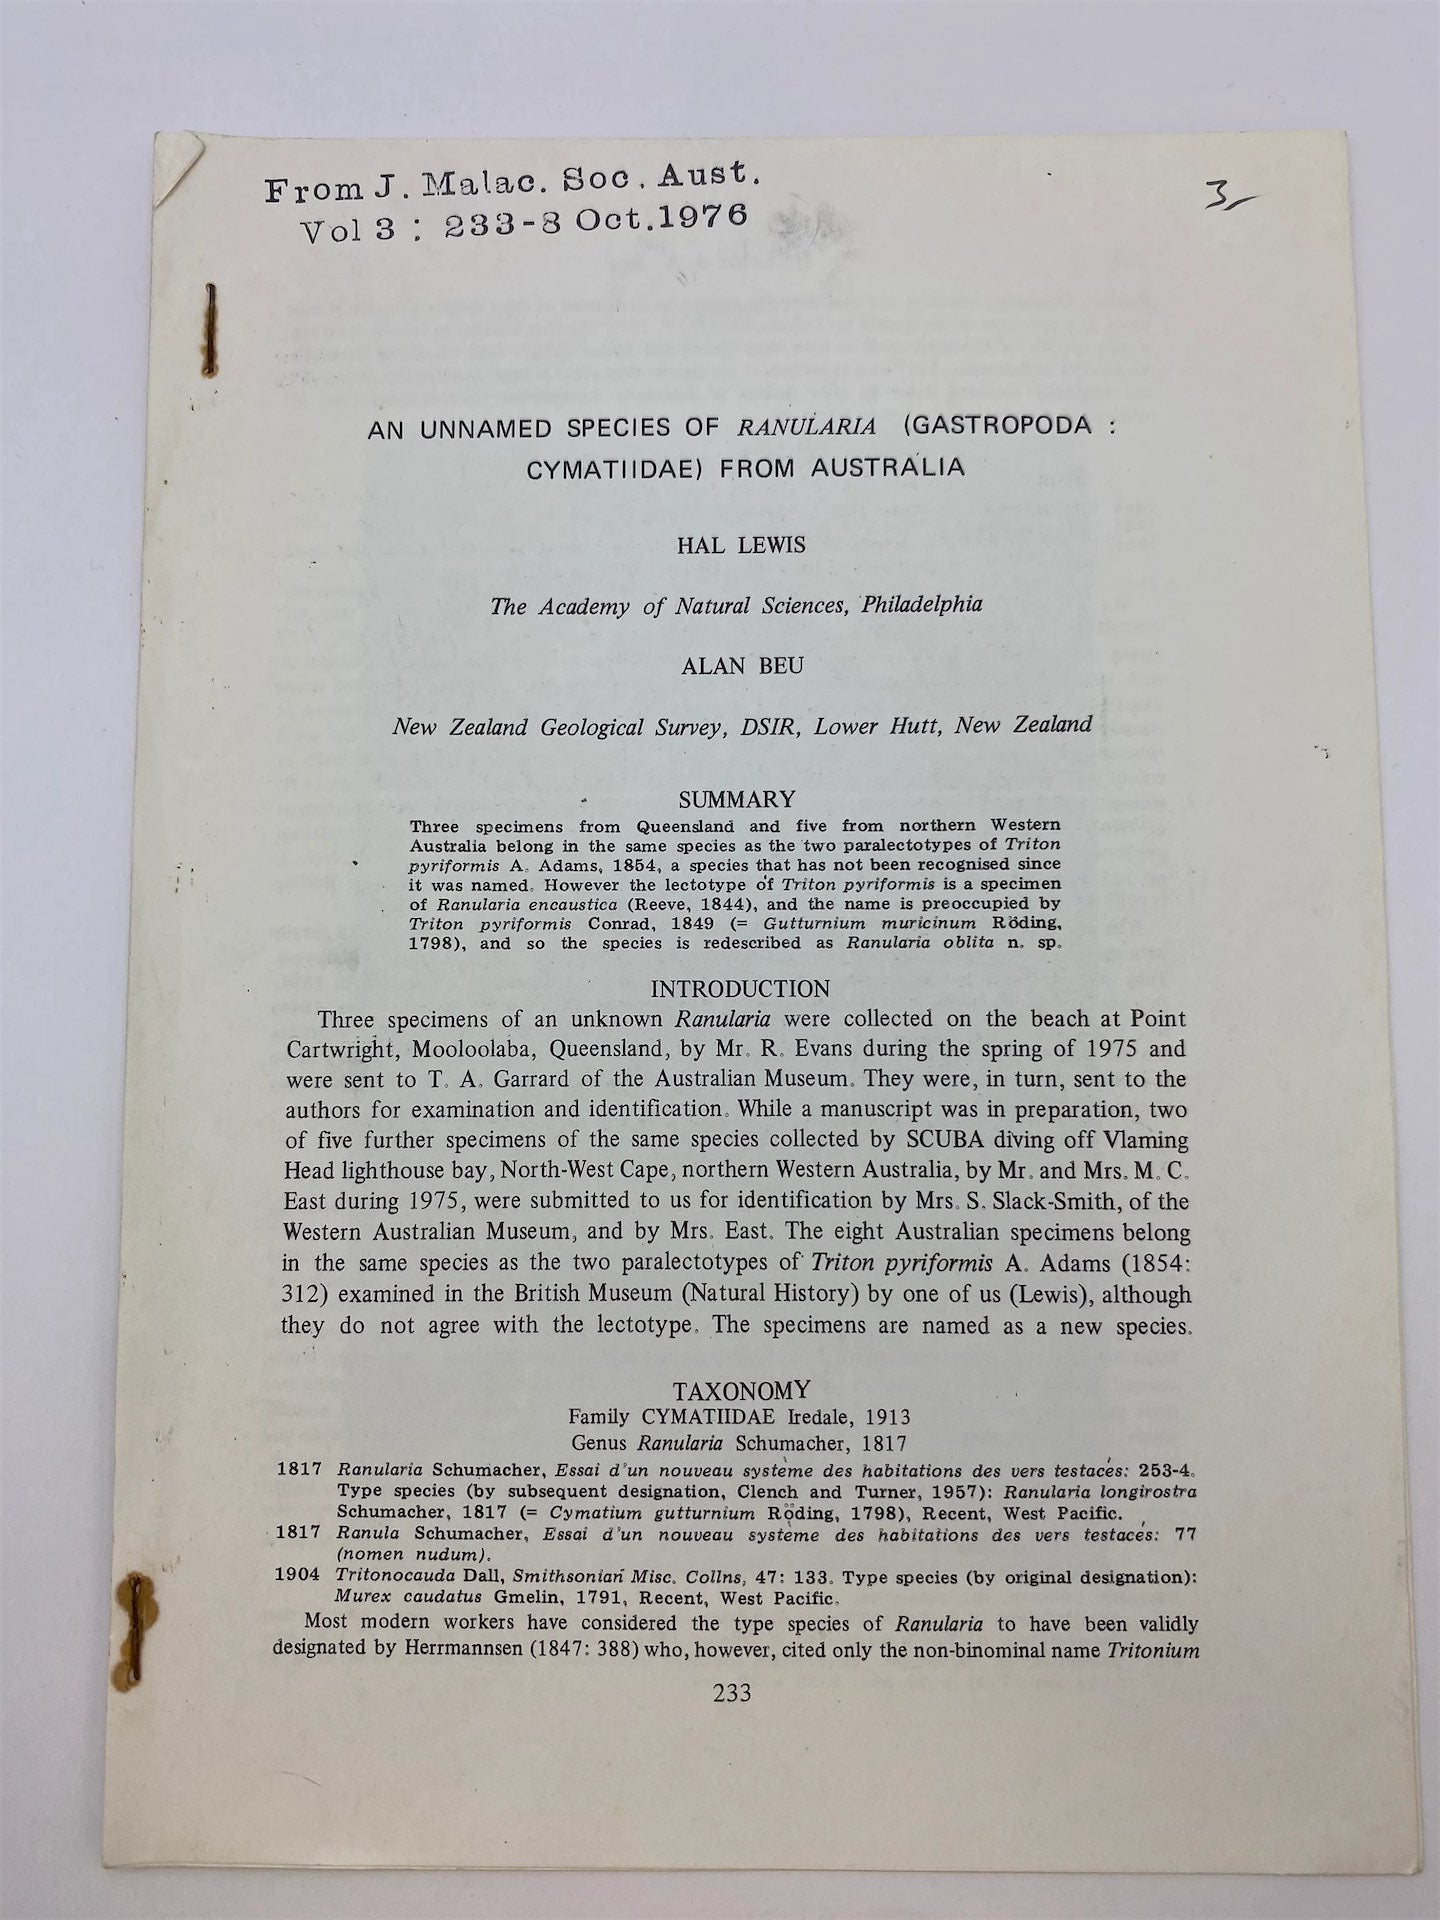 From J. Malac. Soc. Aust.
Vol 3 : 233-8 Oct.1976
3,-
AN UNNAMED SPECIES OF RANULARIA (GASTROPODA :
CYMATIIDAE) FROM AUSTRALIA
HAL LEWIS
The Academy of Natural Sciences, Philadelphia
ALAN BEU
New Zealand Geological Survey, DSIR, Lower Hutt, New Zealand
SUMMARY
Three specimens from Queensland and five from northern Western
Australia belong in the same species as the two paralectotypes of Triton
pyriformis A. Adams, 1854, a species that has not been recognised since
it was named. However the lectotype of Triton pyriformis is a specimen
of Ranularia encaustica (Reeve, 1844), and the name is preoccupied by
Triton pyriformis Conrad, 1849 (= Gutturnium muricinum Röding,
1798), and so the species is redescribed as Ranularia oblita n. sp.
INTRODUCTION
Three specimens of an unknown Ranularia were collected on the beach at Point
Cartwright, Mooloolaba, Queensland, by Mr. R. Evans during the spring of 1975 and
were sent to T. A. Garrard of the Australian Museum. They were, in turn, sent to the
authors for examination and identification. While a manuscript was in preparation, two
of five further specimens of the same species collected by SCUBA diving off Vlaming
Head lighthouse bay, North-West Cape, northern Western Australia, by Mr. and Mrs. M. C.
East during 1975, were submitted to us for identification by Mrs. S. Slack-Smith, of the
Western Australian Museum, and by Mrs. East. The eight Australian specimens belong
in the same species as the two paralectotypes of Triton pyriformis A. Adams (1854:
312) examined in the British Museum (Natural History) by one of us (Lewis), although
they do not agree with the lectotype. The specimens are named as a new species.
TAXONOMY
Family CYMATIIDAE Iredale, 1913
Genus Ranularia Schumacher, 1817
1817 Ranularia Schumacher, Essai d'un nouveau système des habitations des vers testacés: 253-4.
Type species (by subsequent designation, Clench and Turner, 1957): Ranularia longirostra
Schumacher, 1817 (= Cymatium gutturnium Röding, 1798), Recent, West Pacific.
1817 Ranula Schumacher, Essai d'un nouveau système des habitations des vers testacés: 77
(nomen nudum).
1904 Tritonocauda Dall, Smithsonian Misc. Collns, 47: 133. Type species (by original designation):
Murex caudatus Gmelin, 1791, Recent, West Pacific.
Most modern workers have considered the type species of Ranularia to have been validly
designated by Herrmannsen (1847: 388) who, however, cited only the non-binominal name Tritonium
233